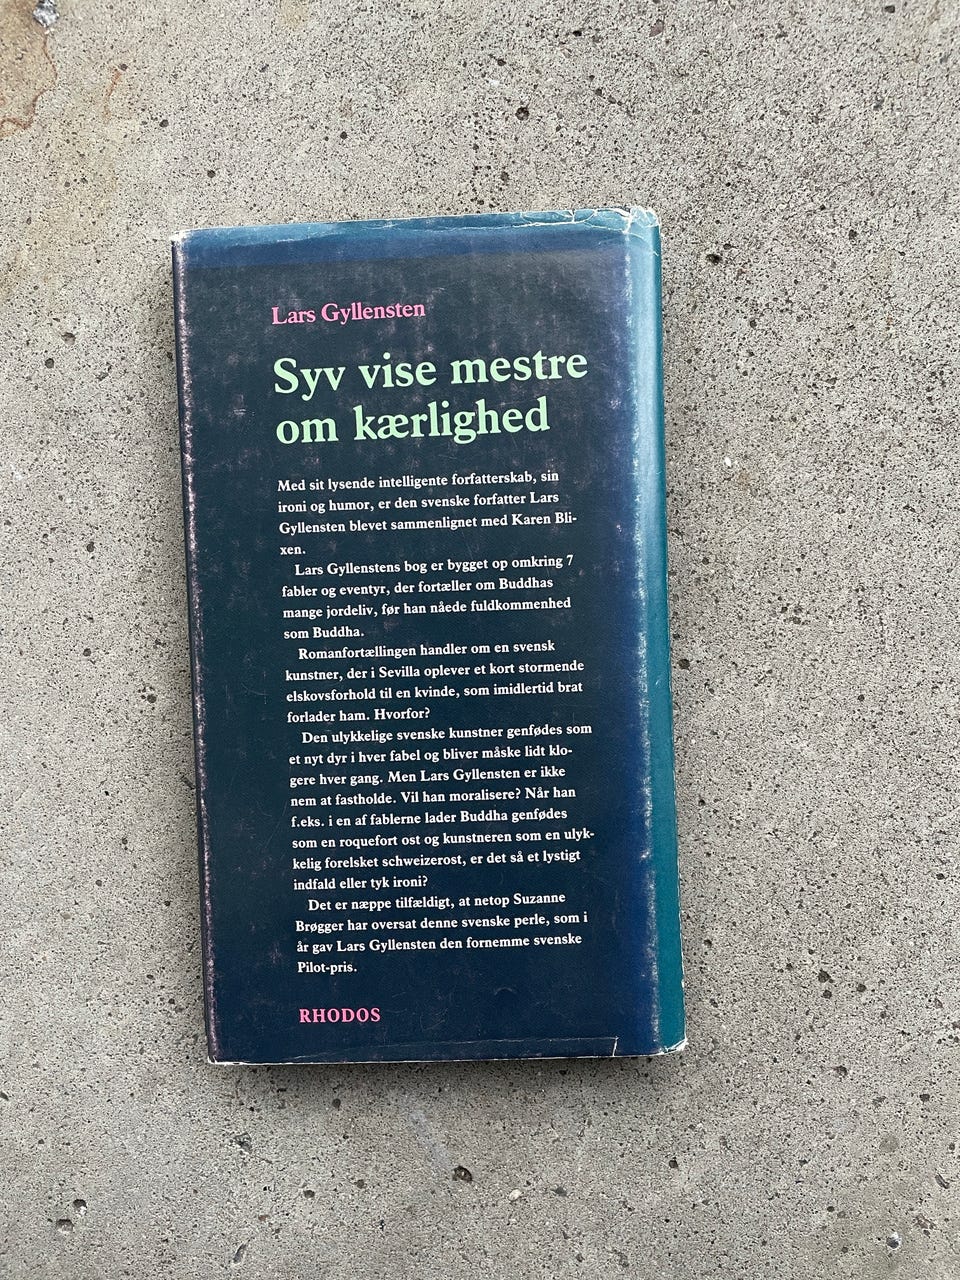 Lars Gyllensten
Syv vise mestre
om kærlighed
Med sit lysende intelligente forfatterskab, sin
ironi og humor, er den svenske forfatter Lars
Gyllensten blevet sammenlignet med Karen Bli-
xen.
Lars Gyllenstens bog er bygget op omkring 7
fabler og eventyr, der fortæller om Buddhas
mange jordeliv, før han nåede fuldkommenhed
som Buddha.
Romanfortællingen handler om en svensk
kunstner, der i Sevilla oplever et kort stormende
elskovsforhold til en kvinde, som imidlertid brat
forlader ham. Hvorfor?
Den ulykkelige svenske kunstner genfødes som
et nyt dyr i hver fabel og bliver måske lidt klo-
gere hver gang. Men Lars Gyllensten er ikke
nem at fastholde. Vil han moralisere? Når han
f.eks. i en af fablerne lader Buddha genfødes
som en roquefort ost og kunstneren som en ulyk-
kelig forelsket schweizerost, er det så et lystigt
indfald eller tyk ironi?
Det er næppe tilfældigt, at netop Suzanne
Brøgger har oversat denne svenske perle, som i
år gav Lars Gyllensten den fornemme svenske
Pilot-pris.
RHODOS